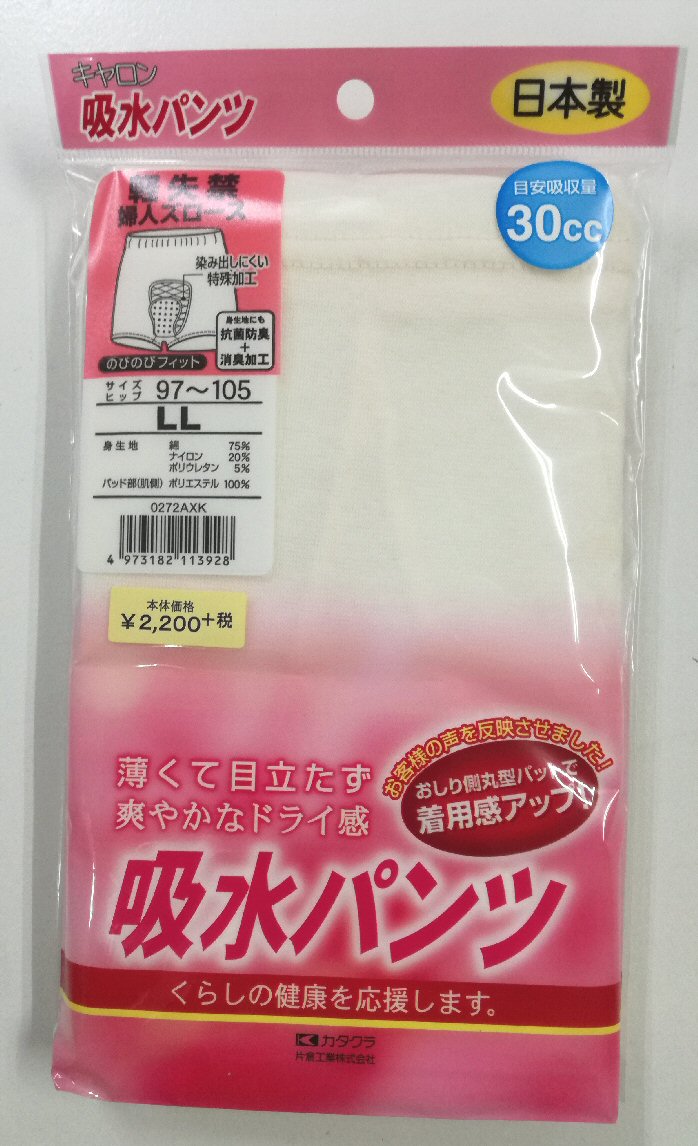 キャロン
吸水パンツ
日本製
目安吸収量
30cc
軽失禁
婦人ズロース
染み出しにくい
特殊加工
身生地にも
抗菌防臭
+
消臭加工
のびのびフィット
サイズ
ヒップ 97～105
LL
身生地 綿 75%
ナイロン 20%
ポリウレタン 5%
パッド部(肌側) ポリエステル 100%
0272AXK
4 973182 113928
本体価格
¥2,200+税
お客様の声を反映させました!
おしり側丸型パッドで
着用感アップ!
薄くて目立たず
爽やかなドライ感
吸水パンツ
くらしの健康を応援します。
カタクラ
片倉工業株式会社